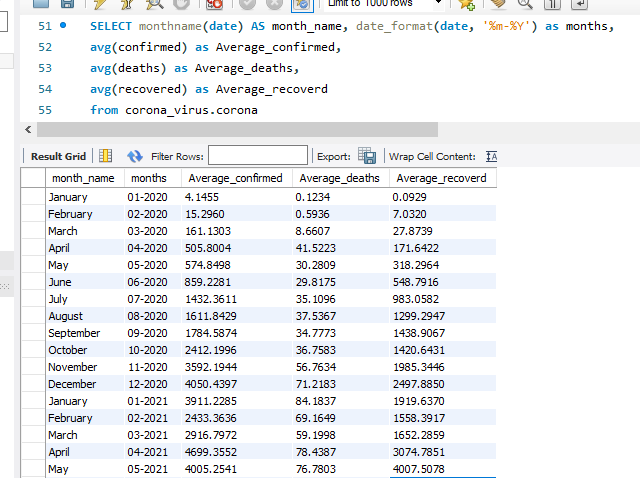 Limit to 1000 rows
51 SELECT monthname(date) AS month_name, date_format(date, '%m-%Y') as months,
52 avg(confirmed) as Average_confirmed,
53 avg(deaths) as Average_deaths,
54 avg(recovered) as Average_recoverd
55 from corona_virus.corona
Result Grid Filter Rows: Export: Wrap Cell Content:
month_name months Average_confirmed Average_deaths Average_recoverd
January 01-2020 4.1455 0.1234 0.0929
February 02-2020 15.2960 0.5936 7.0320
March 03-2020 161.1303 8.6607 27.8739
April 04-2020 505.8004 41.5223 171.6422
May 05-2020 574.8498 30.2809 318.2964
June 06-2020 859.2281 29.8175 548.7916
July 07-2020 1432.3611 35.1096 983.0582
August 08-2020 1611.8429 37.5367 1299.2947
September 09-2020 1784.5874 34.7773 1438.9067
October 10-2020 2412.1996 36.7583 1420.6431
November 11-2020 3592.1944 56.7634 1985.3446
December 12-2020 4050.4397 71.2183 2497.8850
January 01-2021 3911.2285 84.1837 1919.6370
February 02-2021 2433.3636 69.1649 1558.3917
March 03-2021 2916.7972 59.1998 1652.2859
April 04-2021 4699.3552 78.4387 3074.7851
May 05-2021 4005.2541 76.7803 4007.5078